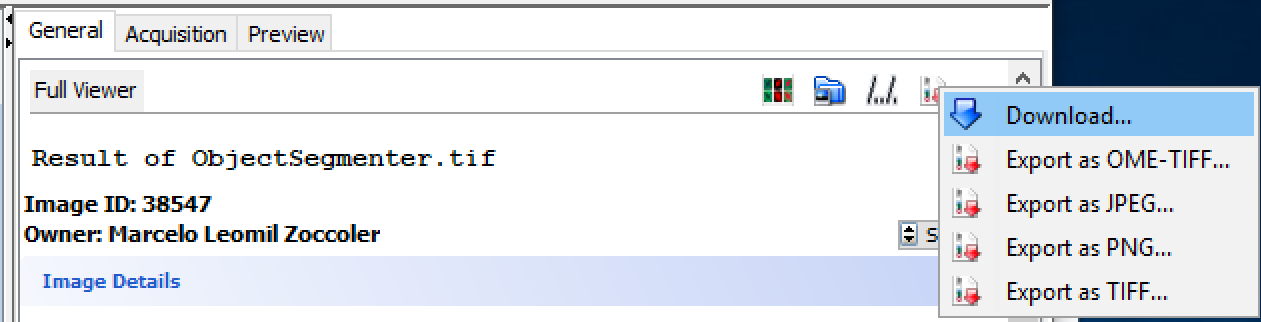 General Acquisition Preview
Full Viewer /.../.
Download...
Export as OME-TIFF...
Result of ObjectSegmenter.tif
Export as JPEG...
Image ID: 38547
Owner: Marcelo Leomil Zoccoler
Export as PNG...
Image Details
Export as TIFF...